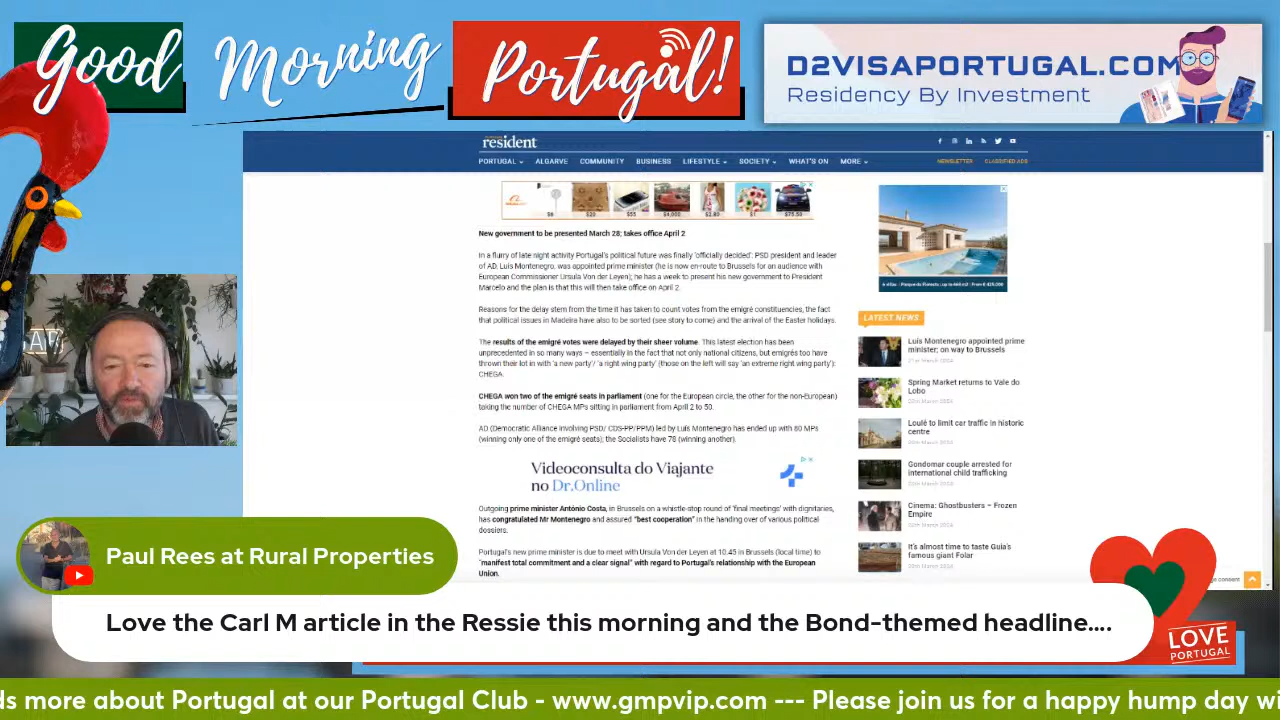 Good Morning Portugal!
D2VISAPORTUGAL.COM
Residency By Investment
resident
PORTUGAL ALGARVE COMMUNITY BUSINESS LIFESTYLE SOCIETY WHAT'S ON MORE NEWSLETTER CLASSIFIED ADS
$6 $20 $55 $4,000 $2.80 $1 $75.50
New government to be presented March 28; takes office April 2
In a flurry of late night activity Portugal's political future was finally 'officially decided': PSD president and leader
of AD, Luís Montenegro, was appointed prime minister (he is now en-route to Brussels for an audience with
European Commissioner Ursula Von der Leyen); he has a week to present his new government to President
Marcelo and the plan is that this will then take office on April 2.
Reasons for the delay stem from the time it has taken to count votes from the emigré constituencies, the fact
that political issues in Madeira have also to be sorted (see story to come) and the arrival of the Easter holidays.
The results of the emigré votes were delayed by their sheer volume. This latest election has been
unprecedented in so many ways – essentially in the fact that not only national citizens, but emigrés too have
thrown their lot in with 'a new party'/ 'a right wing party' (those on the left will say 'an extreme right wing party'):
CHEGA.
CHEGA won two of the emigré seats in parliament (one for the European circle, the other for the non-European)
taking the number of CHEGA MPs sitting in parliament from April 2 to 50.
AD (Democratic Alliance involving PSD/ CDS-PP/PPM) led by Luís Montenegro has ended up with 80 MPs
(winning only one of the emigré seats); the Socialists have 78 (winning another).
Videoconsulta do Viajante
no Dr.Online
Outgoing prime minister António Costa, in Brussels on a whistle-stop round of 'final meetings' with dignitaries,
has congratulated Mr Montenegro and assured "best cooperation" in the handing over of various political
dossiers.
Portugal's new prime minister is due to meet with Ursula Von der Leyen at 10.45 in Brussels (local time) to
"manifest total commitment and a clear signal" with regard to Portugal's relationship with the European
Union.
LATEST NEWS
Luís Montenegro appointed prime
minister; on way to Brussels
21st March 2024
Spring Market returns to Vale do
Lobo
Loulé to limit car traffic in historic
centre
Gondomar couple arrested for
international child trafficking
Cinema: Ghostbusters – Frozen
Empire
It's almost time to taste Guia's
famous giant Folar
consent
Paul Rees at Rural Properties
Love the Carl M article in the Ressie this morning and the Bond-themed headline....
LOVE
PORTUGAL
ds more about Portugal at our Portugal Club - www.gmpvip.com --- Please join us for a happy hump day wi